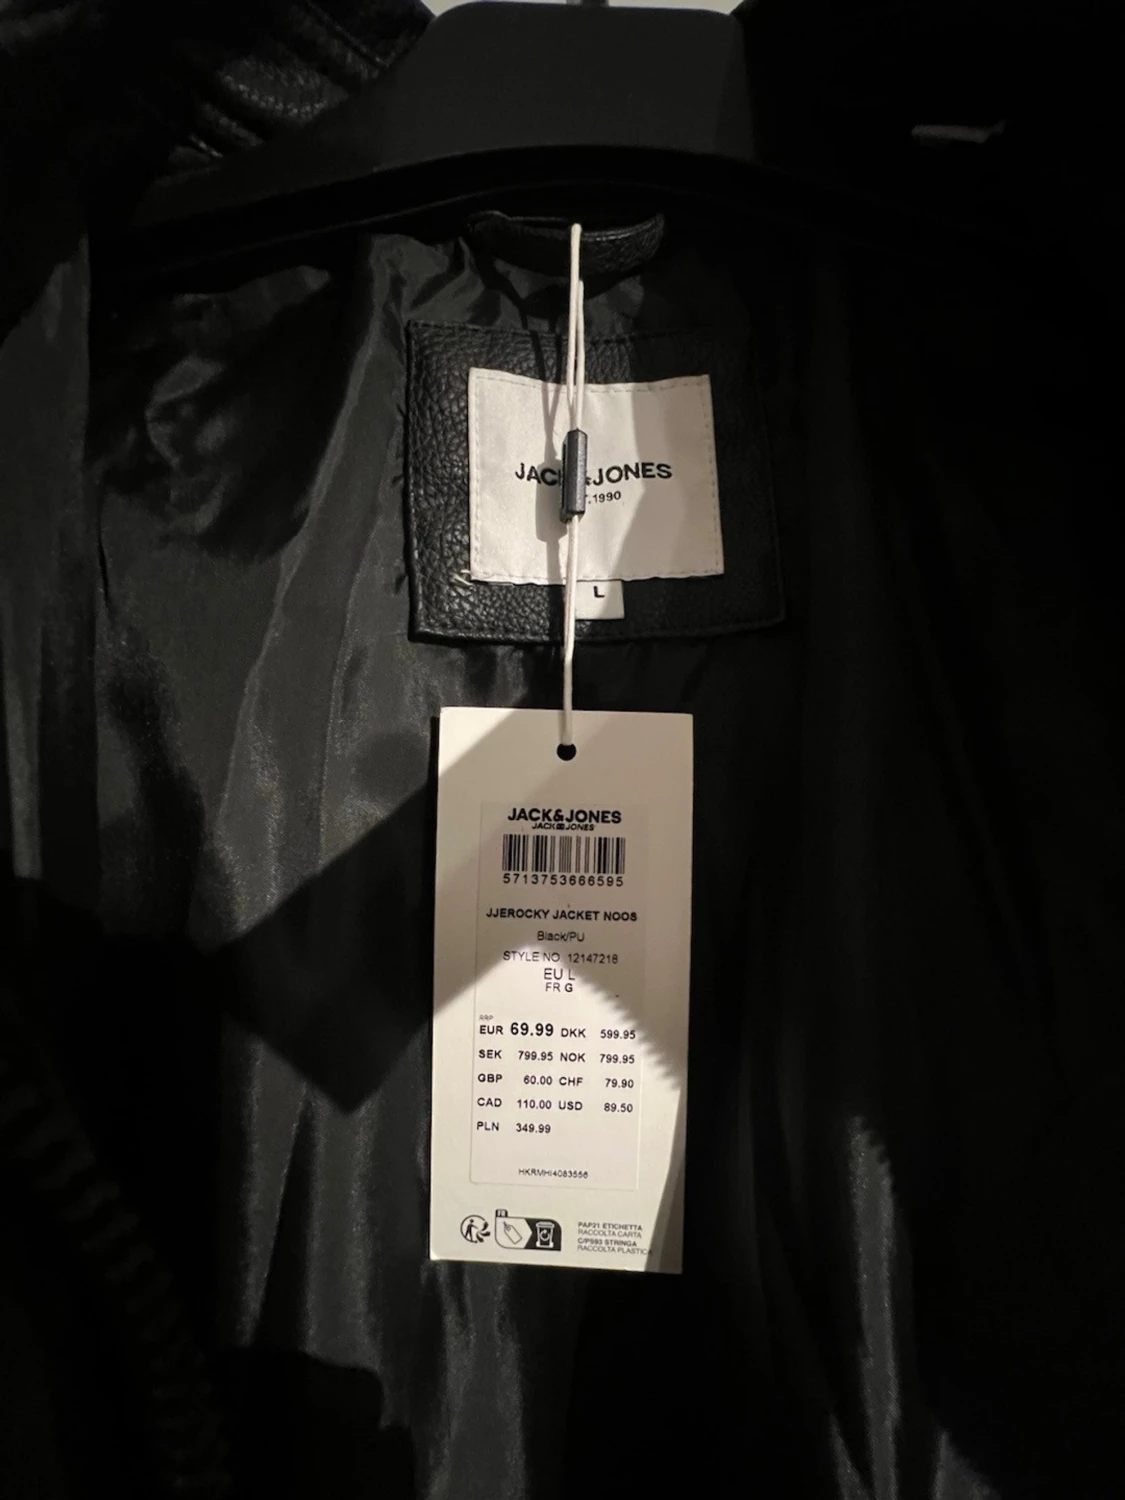 JACK&JONES
.1990
L
JACK&JONES
JACK&JONES
5713753666595
JJEROCKY JACKET NOOS
Black/PU
STYLE NO 12147218
EU L
FR G
RRP
EUR 69.99 DKK 599.95
SEK 799.95 NOK 799.95
GBP 60.00 CHF 79.90
CAD 110.00 USD 89.50
PLN 349.99
HKRMHI4083556
FR
PAP21 ETICHETTA
RACCOLTA CARTA
C/PS93 STRINGA
RACCOLTA PLASTICA